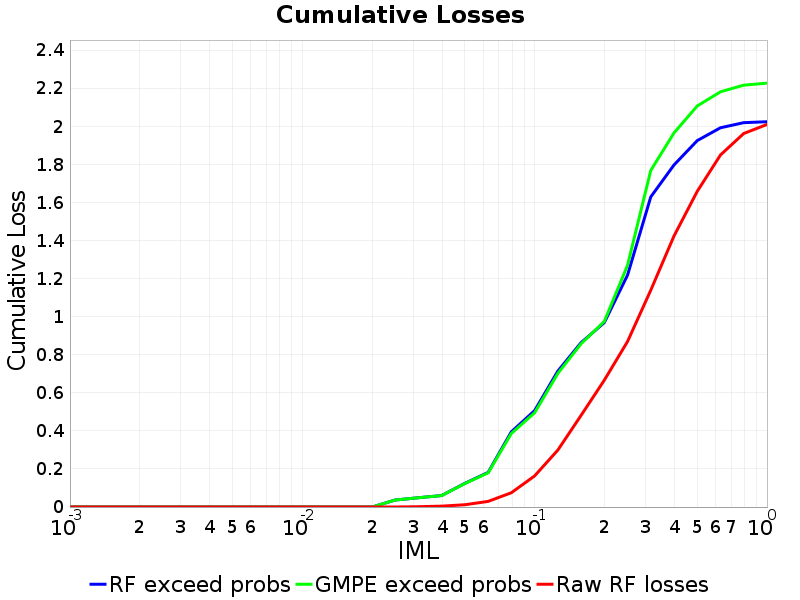 Cumulative Losses
Cumulative Loss
2.4
2.2
2
1.8
1.6
1.4
1.2
1
0.8
0.6
0.4
0.2
0
10^-3 2 3 4 5 6 10^-2 2 3 4 5 6 10^-1 2 3 4 5 6 7 10^0
IML
RF exceed probs GMPE exceed probs Raw RF losses